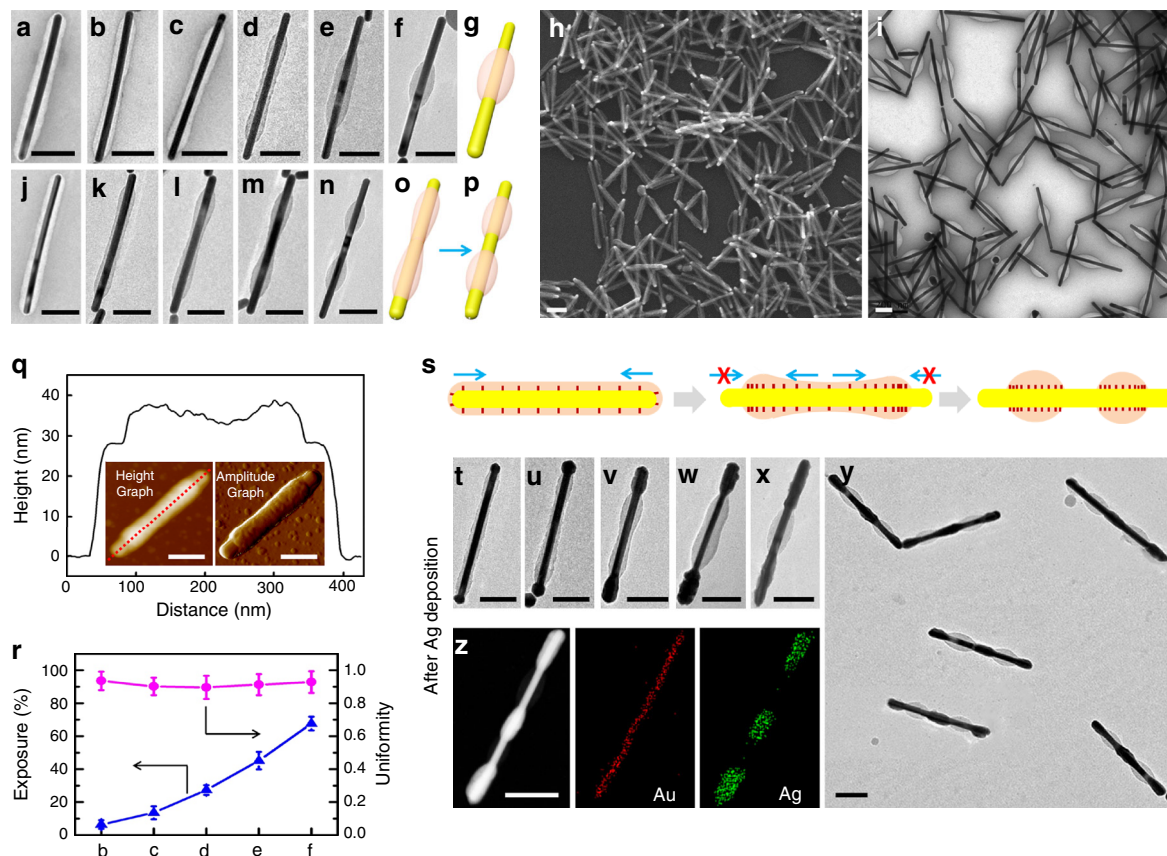 a b c d e f g
h
i
j k l m n o p
q
Height (nm)
40
30
20
10
0
Height
Graph
Amplitude
Graph
0 100 200 300 400
Distance (nm)
r
Exposure (%)
100
80
60
40
20
0
1.0
0.8
0.6
0.4
0.2
0.0
Uniformity
b c d e f
s
X X
After Ag deposition
t u v w x y
z
Au
Ag